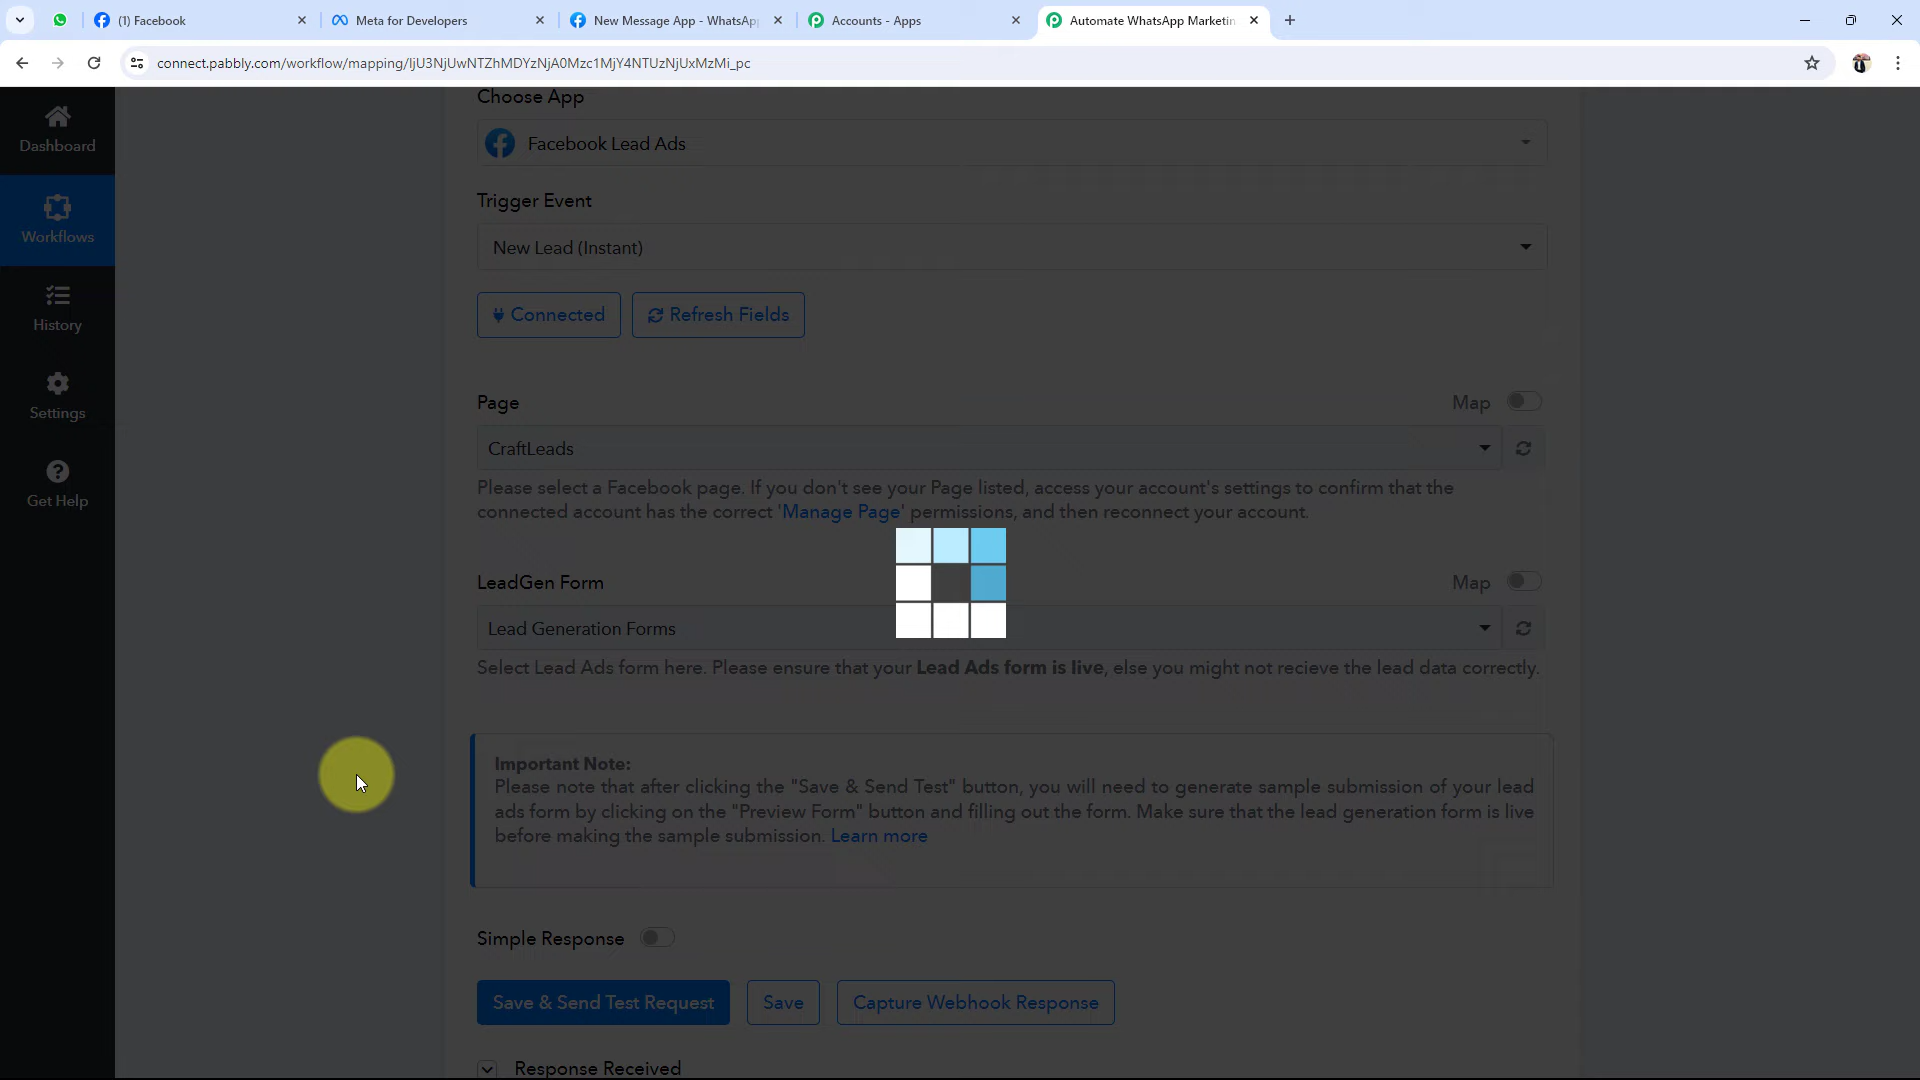 (1) Facebook
Meta for Developers
New Message App - WhatsApp
Accounts - Apps
Automate WhatsApp Marketin
connect.pabbly.com/workflow/mapping/IjU3NjUwNTZhMDYzNjA0Mzc1MjY4NTUzNjUxMzMi_pc
Dashboard
Workflows
History
Settings
Get Help
Choose App
Facebook Lead Ads
Trigger Event
New Lead (Instant)
Connected
Refresh Fields
Page
Map
CraftLeads
Please select a Facebook page. If you don't see your Page listed, access your account's settings to confirm that the
connected account has the correct 'Manage Page' permissions, and then reconnect your account.
LeadGen Form
Map
Lead Generation Forms
Select Lead Ads form here. Please ensure that your Lead Ads form is live, else you might not recieve the lead data correctly.
Important Note:
Please note that after clicking the "Save & Send Test" button, you will need to generate sample submission of your lead
ads form by clicking on the "Preview Form" button and filling out the form. Make sure that the lead generation form is live
before making the sample submission. Learn more
Simple Response
Save & Send Test Request
Save
Capture Webhook Response
Response Received